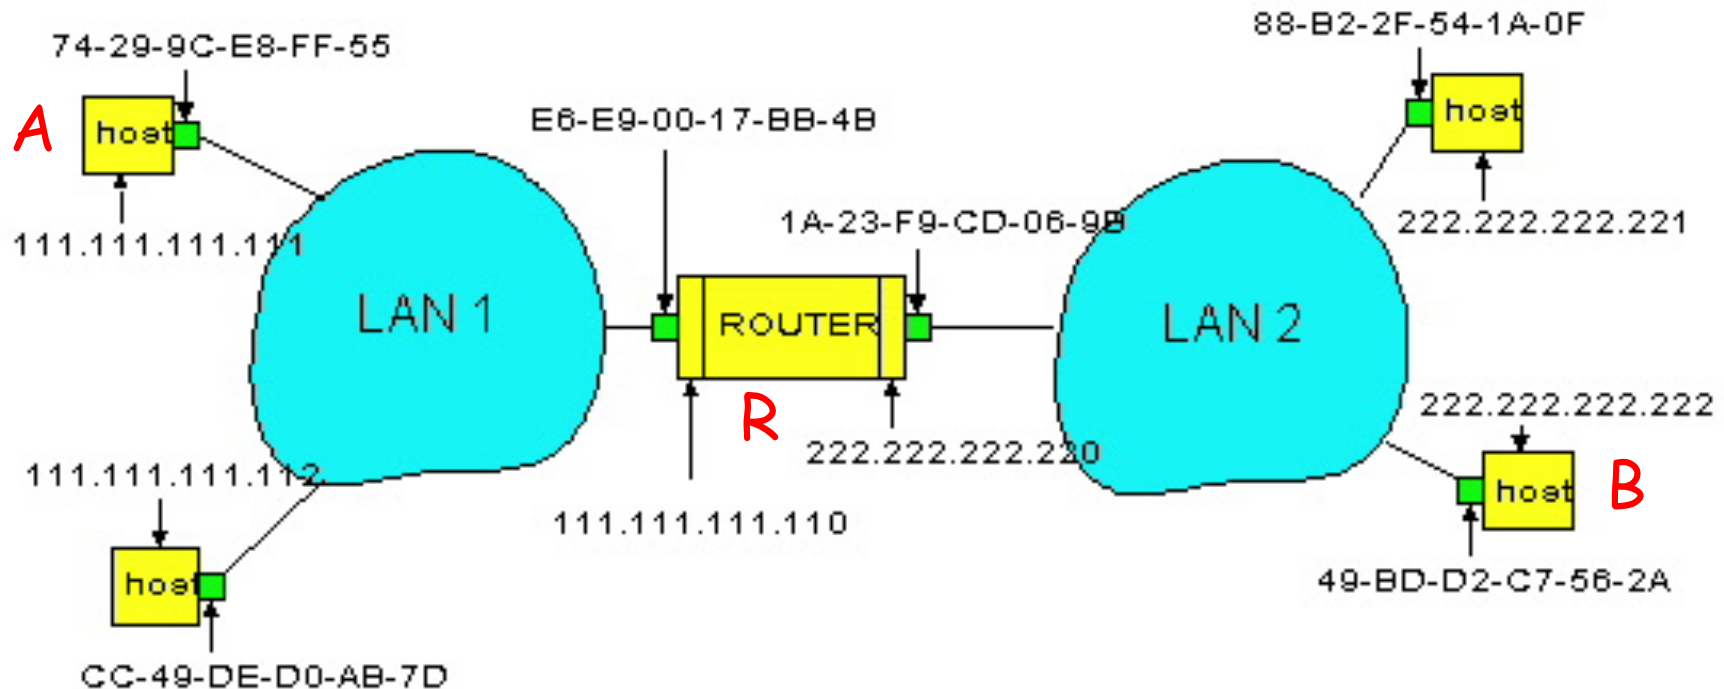 88-B2-2F-54-1A-0F
74-29-9C-E8-FF-55
host
E6-E9-00-17-BB-4B
A
host
1A-23-F9-CD-06-9B
222.222.222.221
111.111.111.111
LAN 1
ROUTER
LAN 2
R
222.222.222.222
222.222.222.220
111.111.111.112
B
host
111.111.111.110
host
49-BD-D2-C7-56-2A
CC-49-DE-D0-AB-7D